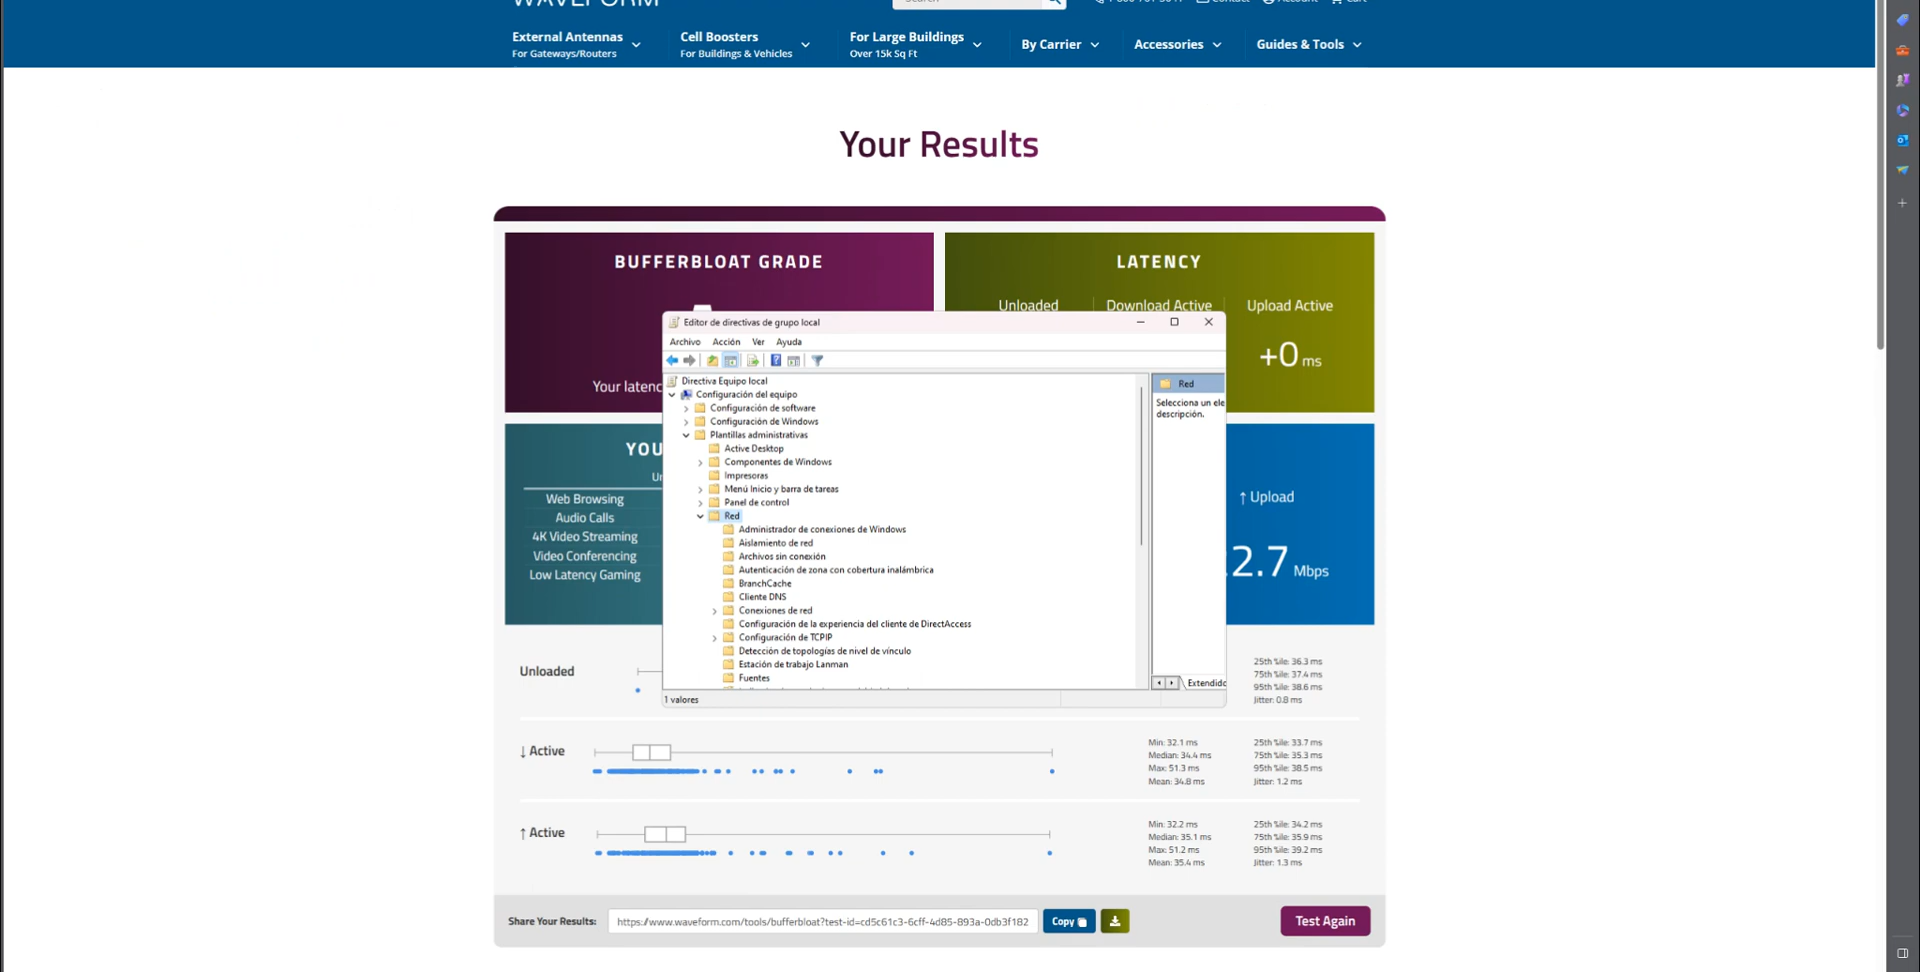 WAVEFORM
Search
Contact
Account
Cart
External Antennas
For Gateways/Routers
Cell Boosters
For Buildings & Vehicles
For Large Buildings
Over 15k Sq Ft
By Carrier
Accessories
Guides & Tools
Your Results
BUFFERBLOAT GRADE
LATENCY
Unloaded
Download Active
Upload Active
+0 ms
Your latenc
Editor de directivas de grupo local
Archivo Acción Ver Ayuda
Directiva Equipo local
Configuración del equipo
Configuración de software
Configuración de Windows
Plantillas administrativas
Active Desktop
Componentes de Windows
Impresoras
Menú Inicio y barra de tareas
Panel de control
Red
Administrador de conexiones de Windows
Aislamiento de red
Archivos sin conexión
Autenticación de zona con cobertura inalámbrica
BranchCache
Cliente DNS
Conexiones de red
Configuración de la experiencia del cliente de DirectAccess
Configuración de TCPIP
Detección de topologías de nivel de vínculo
Estación de trabajo Lanman
Fuentes
Red
Selecciona un ele
descripción.
Extendido
1 valores
YOU
Un
Web Browsing
Audio Calls
4K Video Streaming
Video Conferencing
Low Latency Gaming
↑ Upload
2.7 Mbps
Unloaded
25th %ile: 36.3 ms
75th %ile: 37.4 ms
95th %ile: 38.6 ms
Jitter: 0.8 ms
↓ Active
Min: 32.1 ms
Median: 34.4 ms
Max: 51.3 ms
Mean: 34.8 ms
25th %ile: 33.7 ms
75th %ile: 35.3 ms
95th %ile: 38.5 ms
Jitter: 1.2 ms
↑ Active
Min: 32.2 ms
Median: 35.1 ms
Max: 51.2 ms
Mean: 35.4 ms
25th %ile: 34.2 ms
75th %ile: 35.9 ms
95th %ile: 39.2 ms
Jitter: 1.3 ms
Share Your Results:
https://www.waveform.com/tools/bufferbloat?test-id=cd5c61c3-6cff-4d85-893a-0db3f182
Copy
Test Again